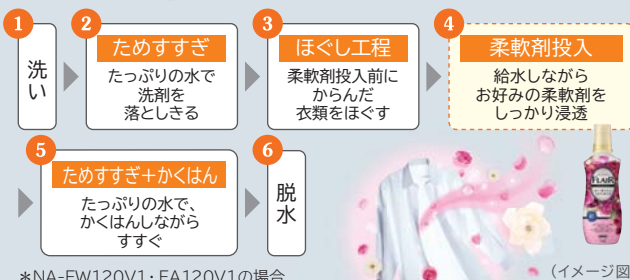 1
洗い
2
ためすすぎ
たっぷりの水で
洗剤を
落としきる
3
ほぐし工程
柔軟剤投入前に
からんだ
衣類をほぐす
4
柔軟剤投入
給水しながら
お好みの柔軟剤を
しっかり浸透
5
ためすすぎ+かくはん
たっぷりの水で、
かくはんしながら
すすぐ
6
脱水
FLAIR
(イメージ図
*NA-FW120V1・FA120V1の場合